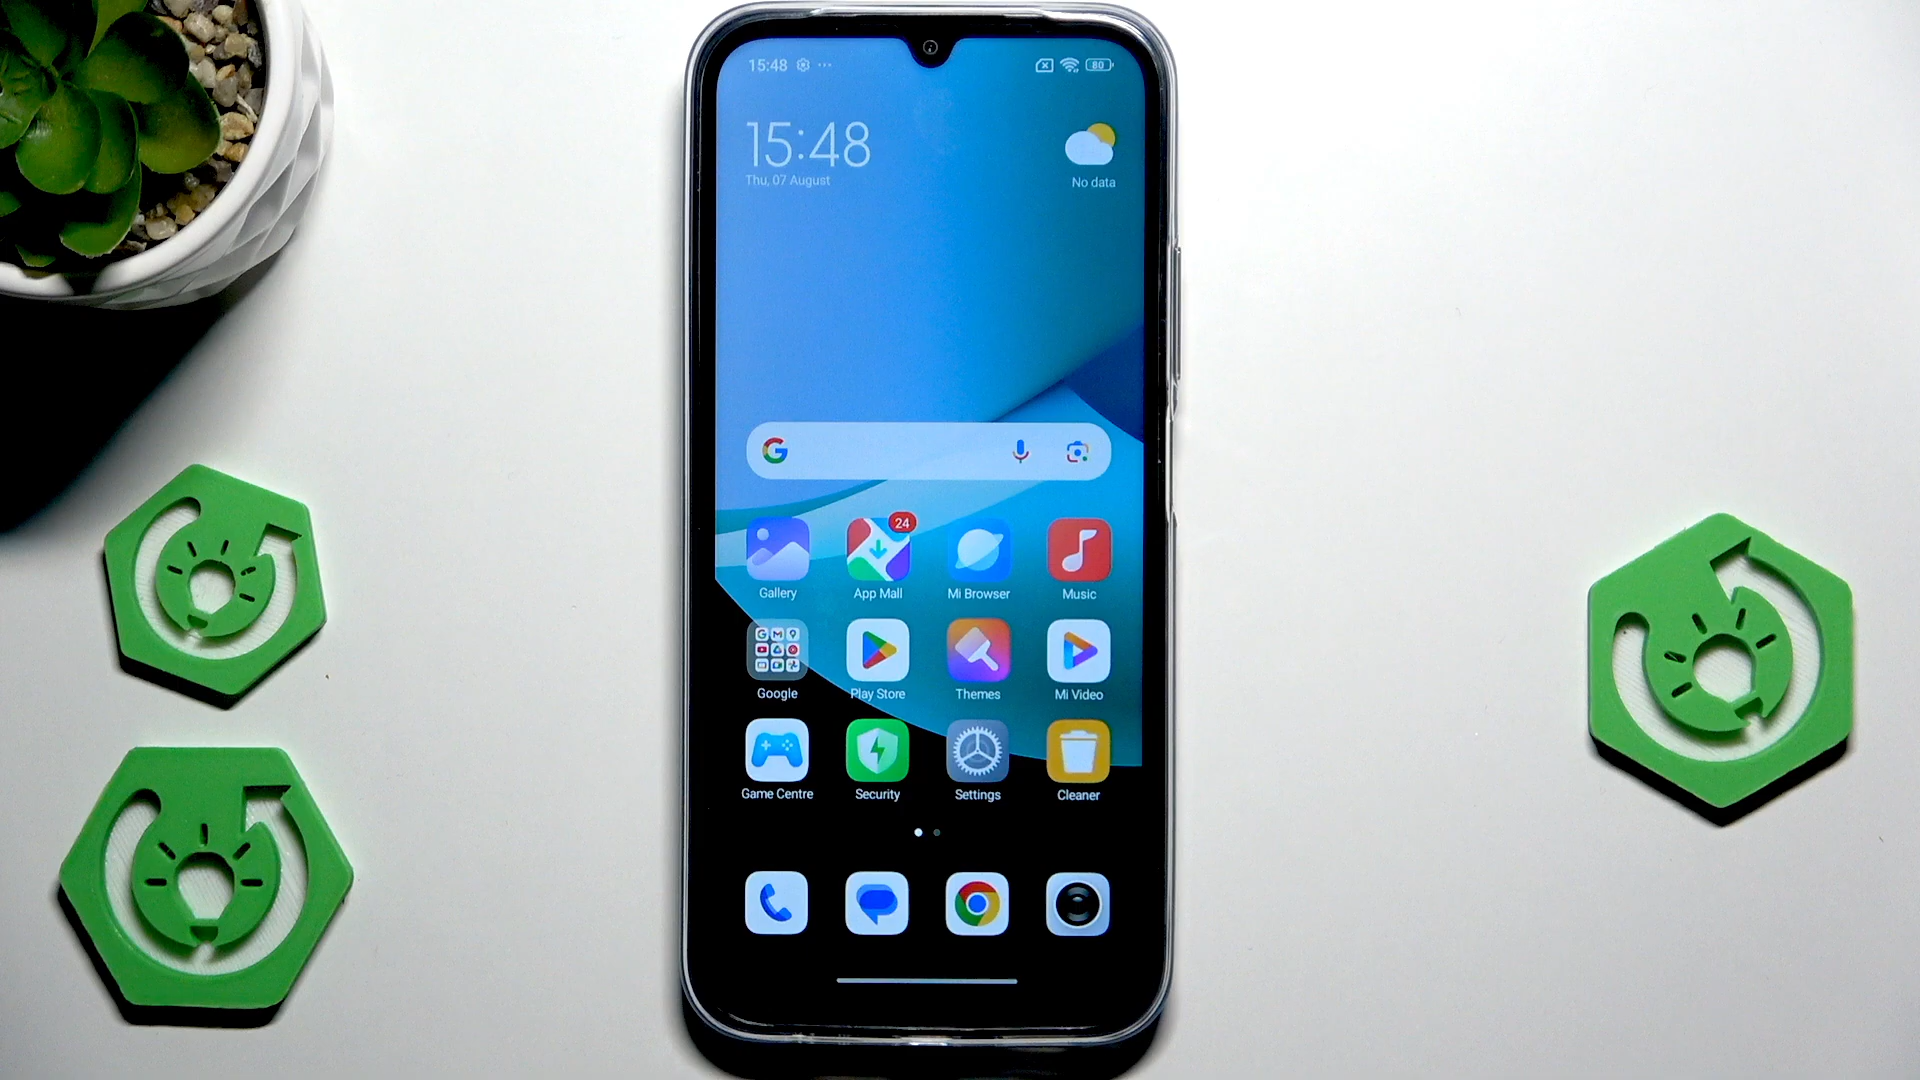 15:48 ...
80
15:48
Thu, 07 August
No data
G
24
Gallery
App Mall
Mi Browser
Music
Google
Play Store
Themes
Mi Video
Game Centre
Security
Settings
Cleaner